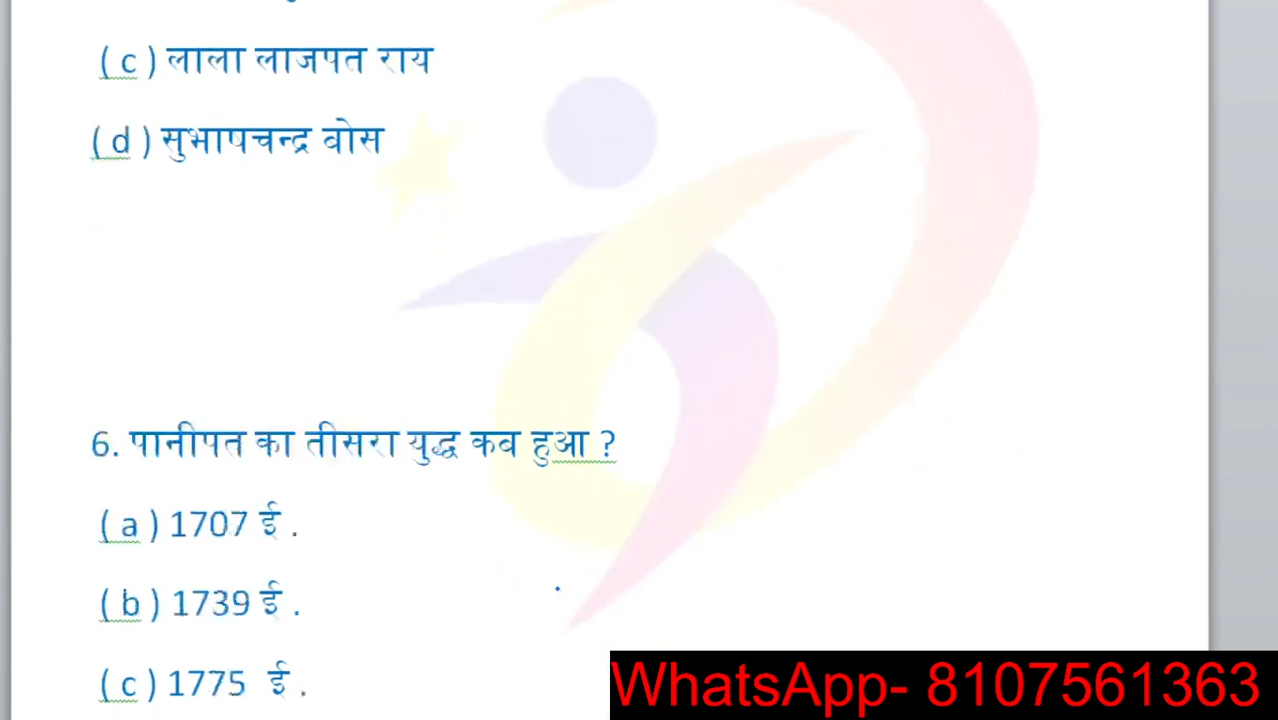 ( c ) लाला लाजपत राय
( d ) सुभाषचन्द्र बोस
6. पानीपत का तीसरा युद्ध कब हुआ ?
( a ) 1707 ई .
( b ) 1739 ई .
( c ) 1775 ई .
WhatsApp- 8107561363